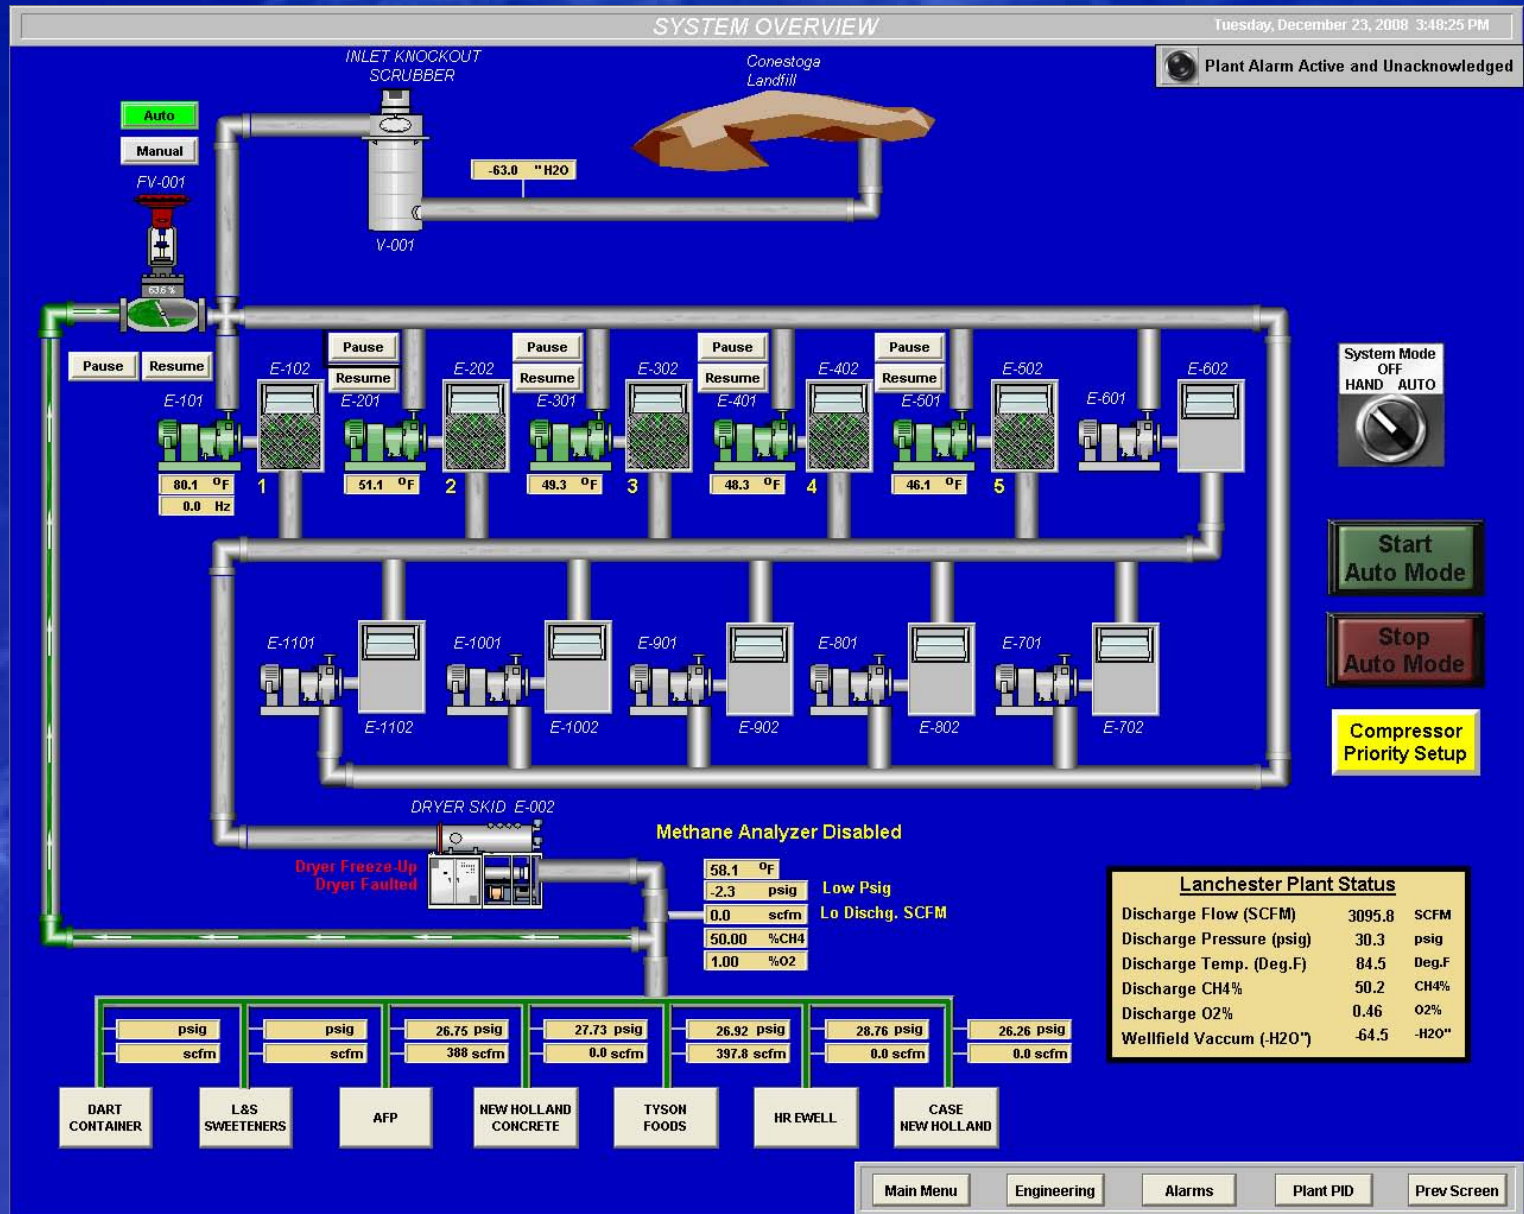 SYSTEM OVERVIEW
Tuesday, December 23, 2008 3:48:25 PM
Plant Alarm Active and Unacknowledged
INLET KNOCKOUT
SCRUBBER
Conestoga
Landfill
Auto
Manual
FV-001
-63.0 "H2O
V-001
63.6 %
Pause Resume
Pause
Resume
Pause
Resume
Pause
Resume
Pause
Resume
E-102
E-202
E-302
E-402
E-502
E-602
E-101
E-201
E-301
E-401
E-501
E-601
System Mode
OFF
HAND AUTO
80.1 ºF
0.0 Hz
1
51.1 ºF
2
49.3 ºF
3
48.3 ºF
4
46.1 ºF
5
Start
Auto Mode
Stop
Auto Mode
Compressor
Priority Setup
E-1101
E-1001
E-901
E-801
E-701
E-1102
E-1002
E-902
E-802
E-702
DRYER SKID E-002
Dryer Freeze-Up
Dryer Faulted
Methane Analyzer Disabled
58.1 ºF
-2.3 psig Low Psig
0.0 scfm Lo Dischg. SCFM
50.00 %CH4
1.00 %O2
Lanchester Plant Status
Discharge Flow (SCFM) 3095.8 SCFM
Discharge Pressure (psig) 30.3 psig
Discharge Temp. (Deg.F) 84.5 Deg.F
Discharge CH4% 50.2 CH4%
Discharge O2% 0.46 O2%
Wellfield Vaccum (-H2O") -64.5 -H2O"
psig
scfm
psig
scfm
26.75 psig
388 scfm
27.73 psig
0.0 scfm
26.92 psig
397.8 scfm
28.76 psig
0.0 scfm
26.26 psig
0.0 scfm
DART
CONTAINER
L&S
SWEETENERS
AFP
NEW HOLLAND
CONCRETE
TYSON
FOODS
HR EWELL
CASE
NEW HOLLAND
Main Menu
Engineering
Alarms
Plant PID
Prev Screen